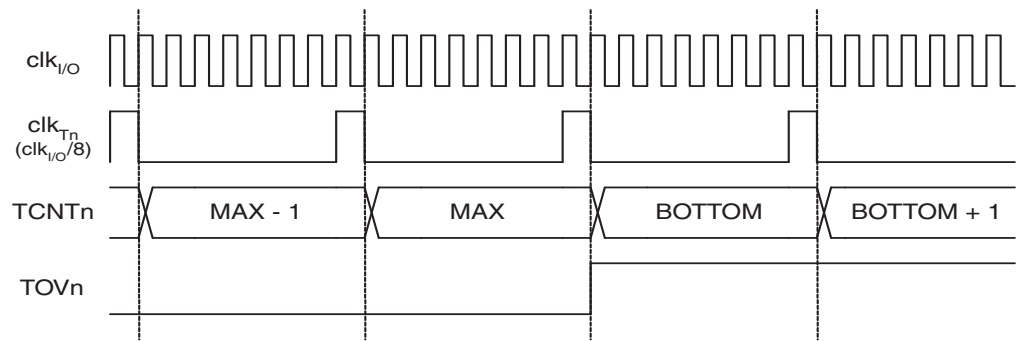 clkI/O
clkTn
(clkI/O/8)
TCNTn MAX - 1 MAX BOTTOM BOTTOM + 1
TOVn